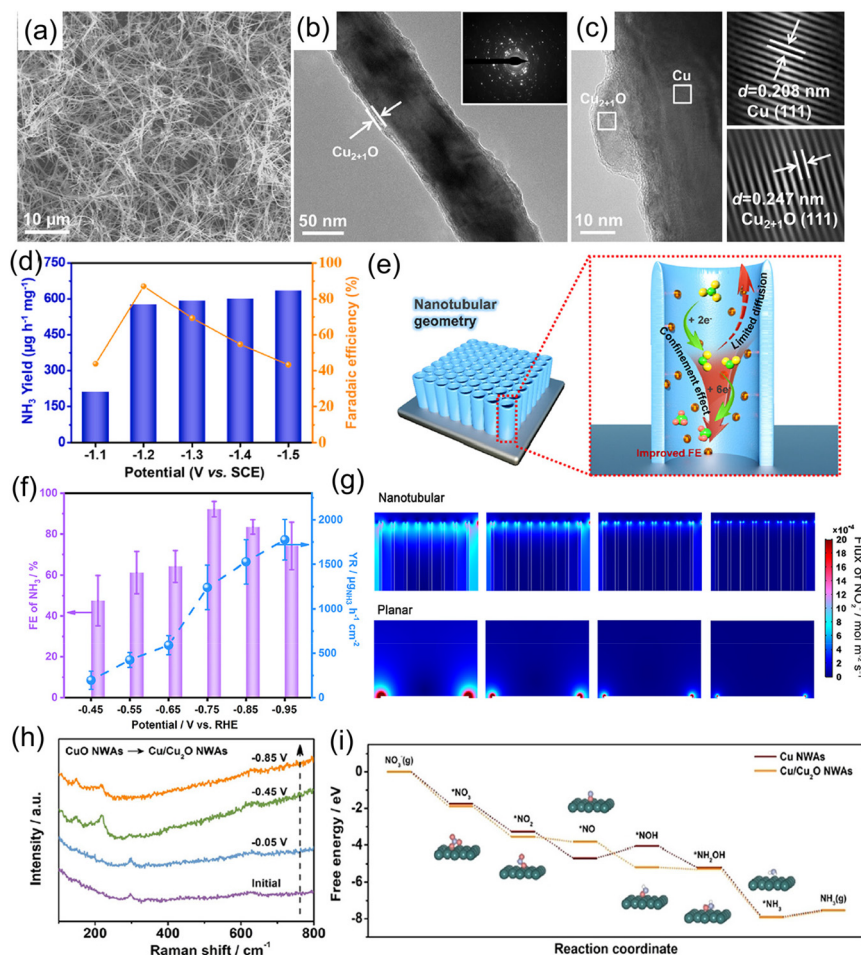 (a)
10 μm
(b)
Cu2+1O
50 nm
(c)
Cu
Cu2+1O
10 nm
d=0.208 nm
Cu (111)
d=0.247 nm
Cu2+1O (111)
(d)
NH3 Yield (μg h-1 mg-1)
750
600
450
300
150
0
100
80
60
40
20
0
Faradaic efficiency (%)
-1.1 -1.2 -1.3 -1.4 -1.5
Potential (V vs. SCE)
(e)
Nanotubular
geometry
+ 2e-
Limited diffusion
Confinement effect
+ 6e-
Improved FE
(f)
FE of NH3 / %
100
80
60
40
20
0
2000
1500
1000
500
0
YR / μgNH3 h-1 cm-2
-0.45 -0.55 -0.65 -0.75 -0.85 -0.95
Potential / V vs. RHE
(g)
Nanotubular
Planar
×10-4
20
18
16
14
12
10
8
6
4
2
0
Flux of NO2- / mol m-2 s-1
(h)
CuO NWAs → Cu/Cu2O NWAs
-0.85 V
-0.45 V
-0.05 V
Initial
Intensity / a.u.
200 400 600 800
Raman shift / cm-1
(i)
Cu NWAs
Cu/Cu2O NWAs
Free energy / eV
0
-2
-4
-6
-8
NO3-(g)
*NO3
*NO2
*NO
*NOH
*NH2OH
*NH3
NH3(g)
Reaction coordinate